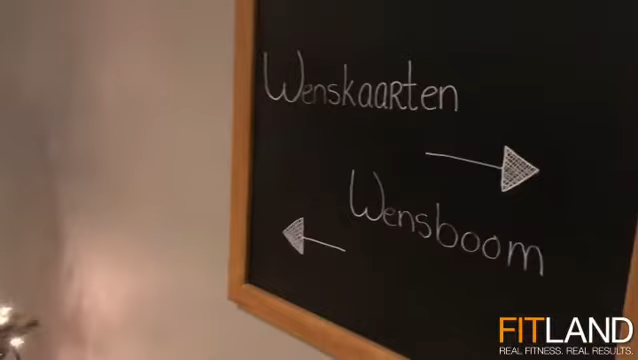 Wenskaarten
Wensboom
FITLAND
REAL FITNESS. REAL RESULTS.